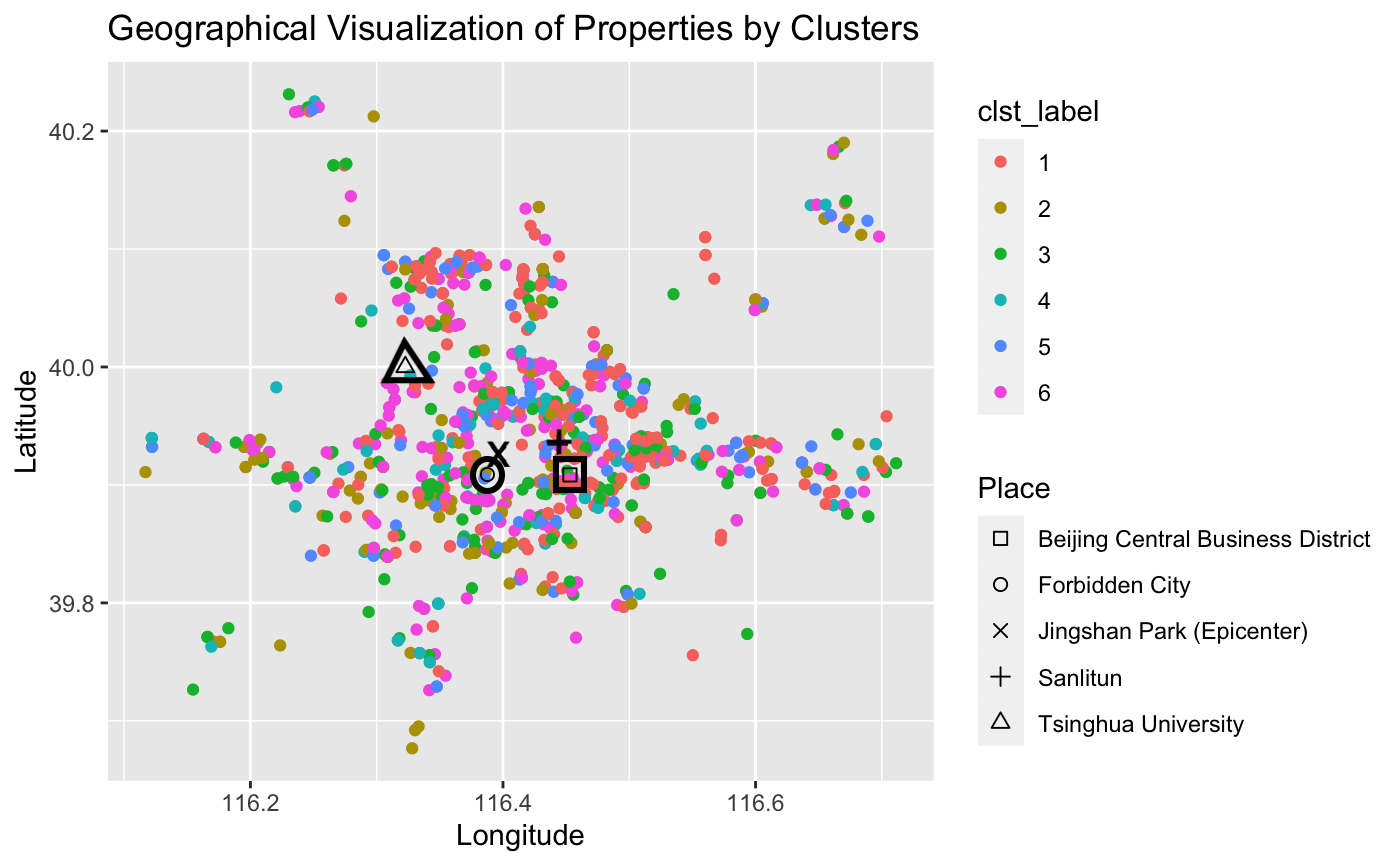 Geographical Visualization of Properties by Clusters
40.2
40.0
39.8
Latitude
116.2
116.4
116.6
Longitude
clst_label
1
2
3
4
5
6
Place
Beijing Central Business District
Forbidden City
Jingshan Park (Epicenter)
Sanlitun
Tsinghua University